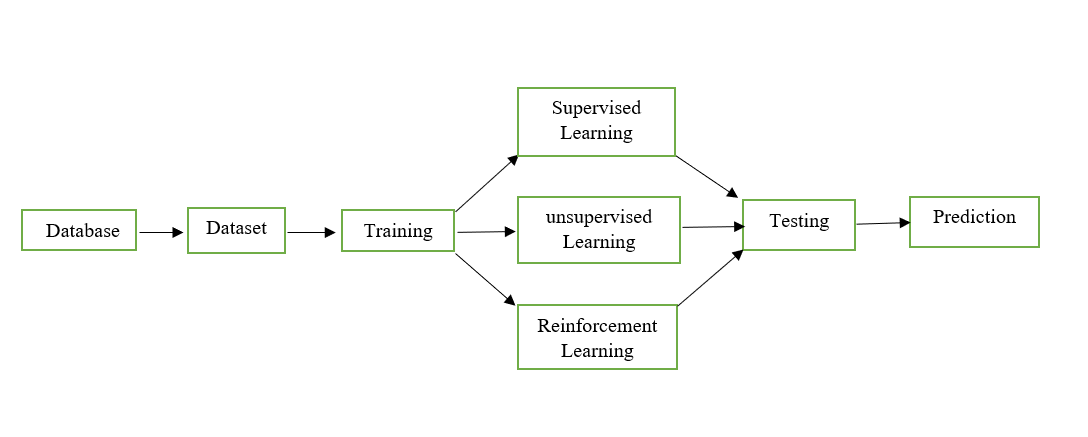 Database
Dataset
Training
Supervised
Learning
unsupervised
Learning
Reinforcement
Learning
Testing
Prediction